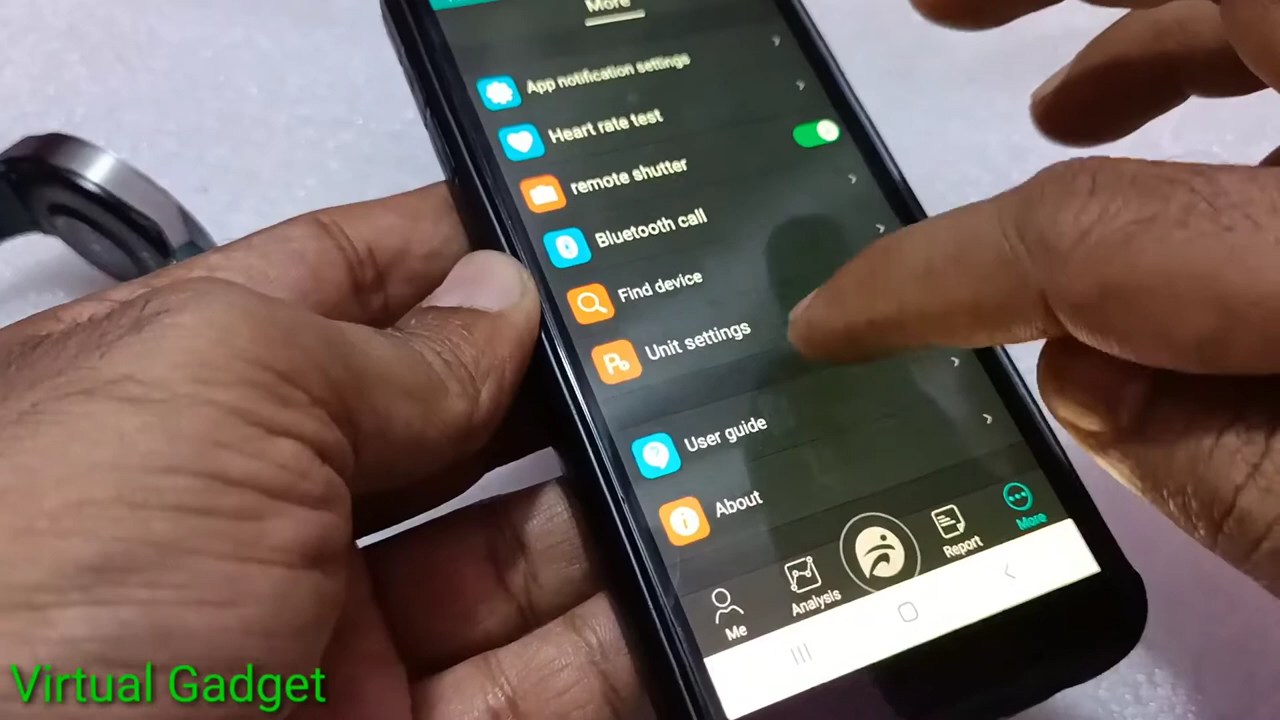 More
App notification settings
Heart rate test
remote shutter
Bluetooth call
Find device
Unit settings
User guide
About
Me
Analysis
Report
More
Virtual Gadget